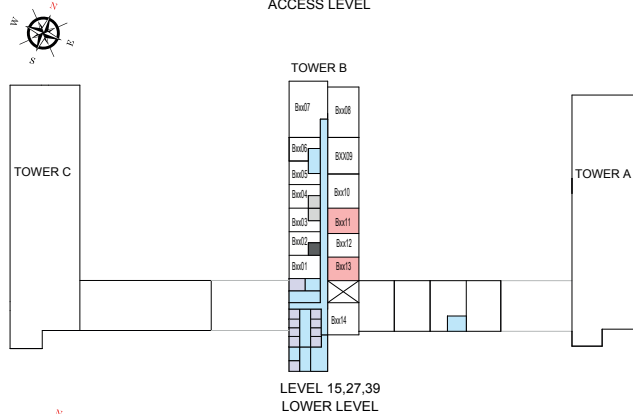 ACCESS LEVEL
N
W
E
S
TOWER B
Bxx07
Bxx08
Bxx06
BXX09
TOWER C
TOWER A
Bxx05
Bxx04
Bxx10
Bxx03
Bxx11
Bxx02
Bxx12
Bxx01
Bxx13
Bxx14
LEVEL 15,27,39
LOWER LEVEL
N